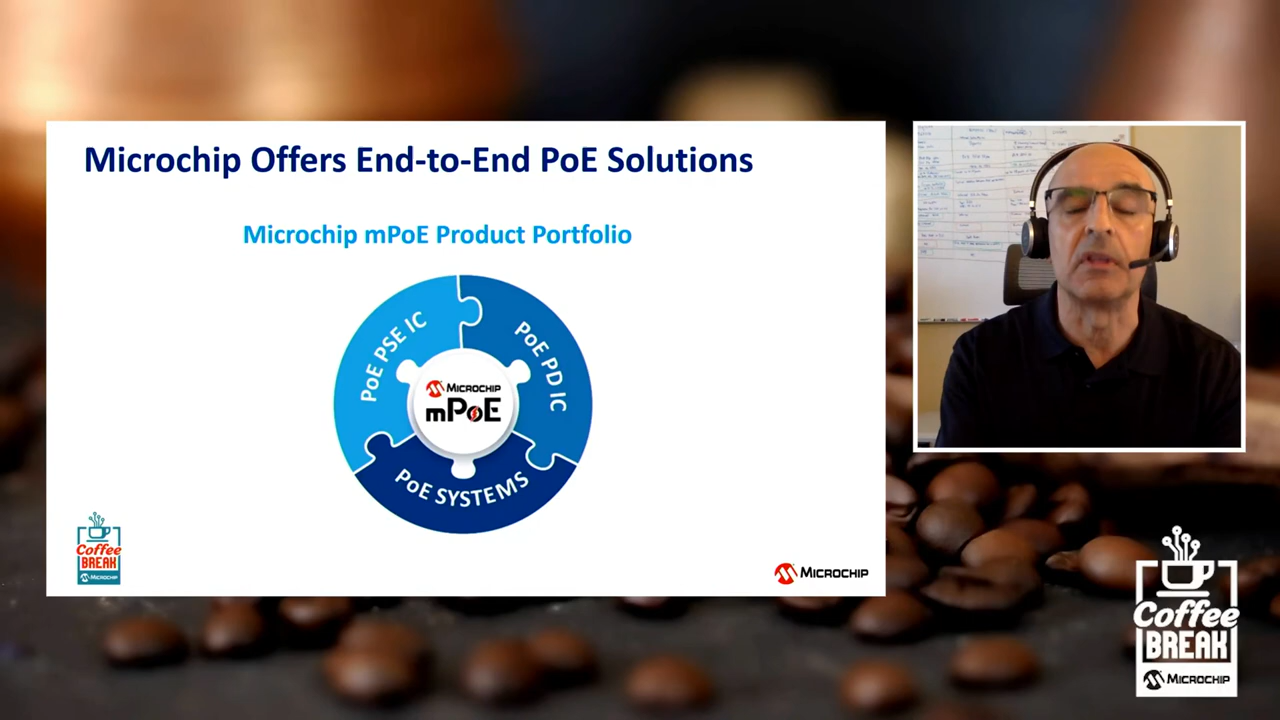 Microchip Offers End-to-End PoE Solutions
Microchip mPoE Product Portfolio
PoE PSE IC
PoE PD IC
MICROCHIP
mPoE
PoE SYSTEMS
Coffee
BREAK
MICROCHIP
MICROCHIP
Coffee
BREAK
MICROCHIP